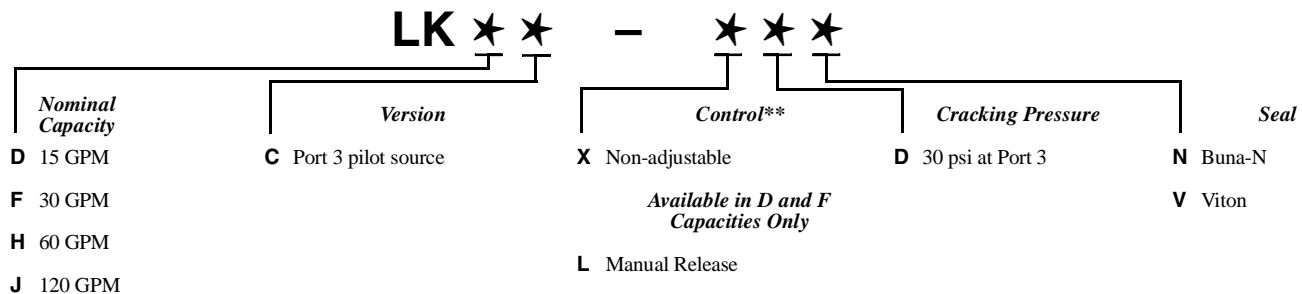 LK ★ ★ – ★ ★ ★
Nominal
Capacity
D 15 GPM
F 30 GPM
H 60 GPM
J 120 GPM
Version
C Port 3 pilot source
Control**
X Non-adjustable
Available in D and F
Capacities Only
L Manual Release
Cracking Pressure
D 30 psi at Port 3
Seal
N Buna-N
V Viton